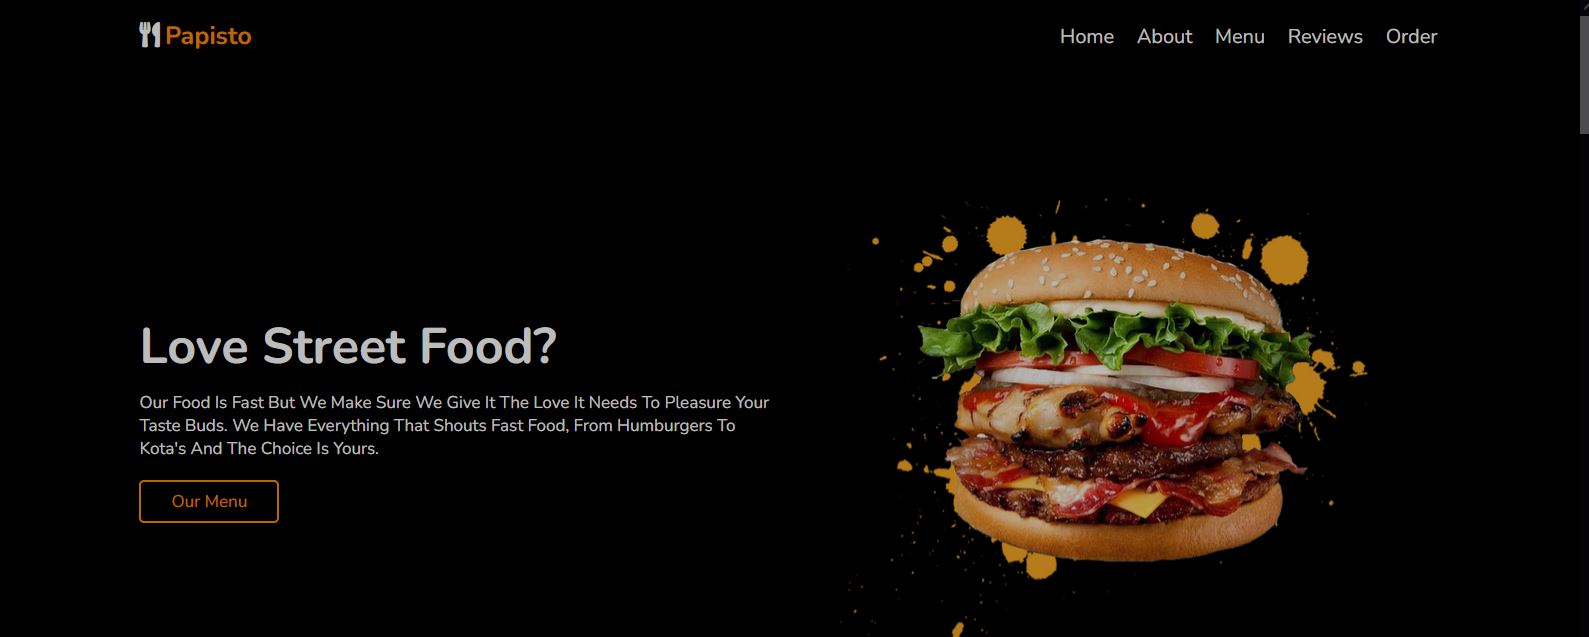 Papisto
Home About Menu Reviews Order
Love Street Food?
Our Food Is Fast But We Make Sure We Give It The Love It Needs To Pleasure Your
Taste Buds. We Have Everything That Shouts Fast Food, From Humburgers To
Kota's And The Choice Is Yours.
Our Menu